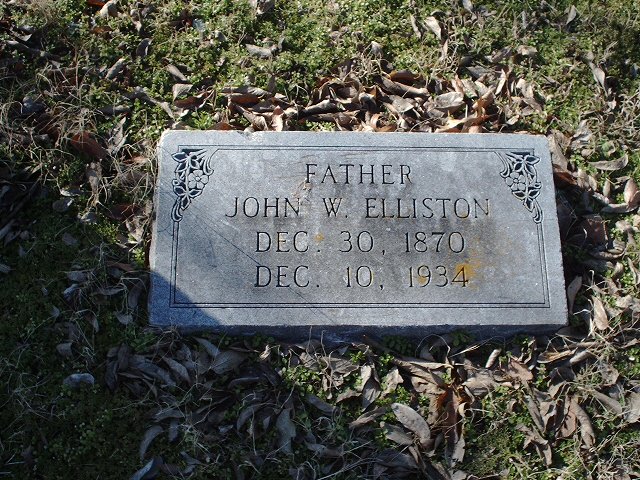 FATHER
JOHN W. ELLISTON
DEC. 30, 1870
DEC. 10, 1934